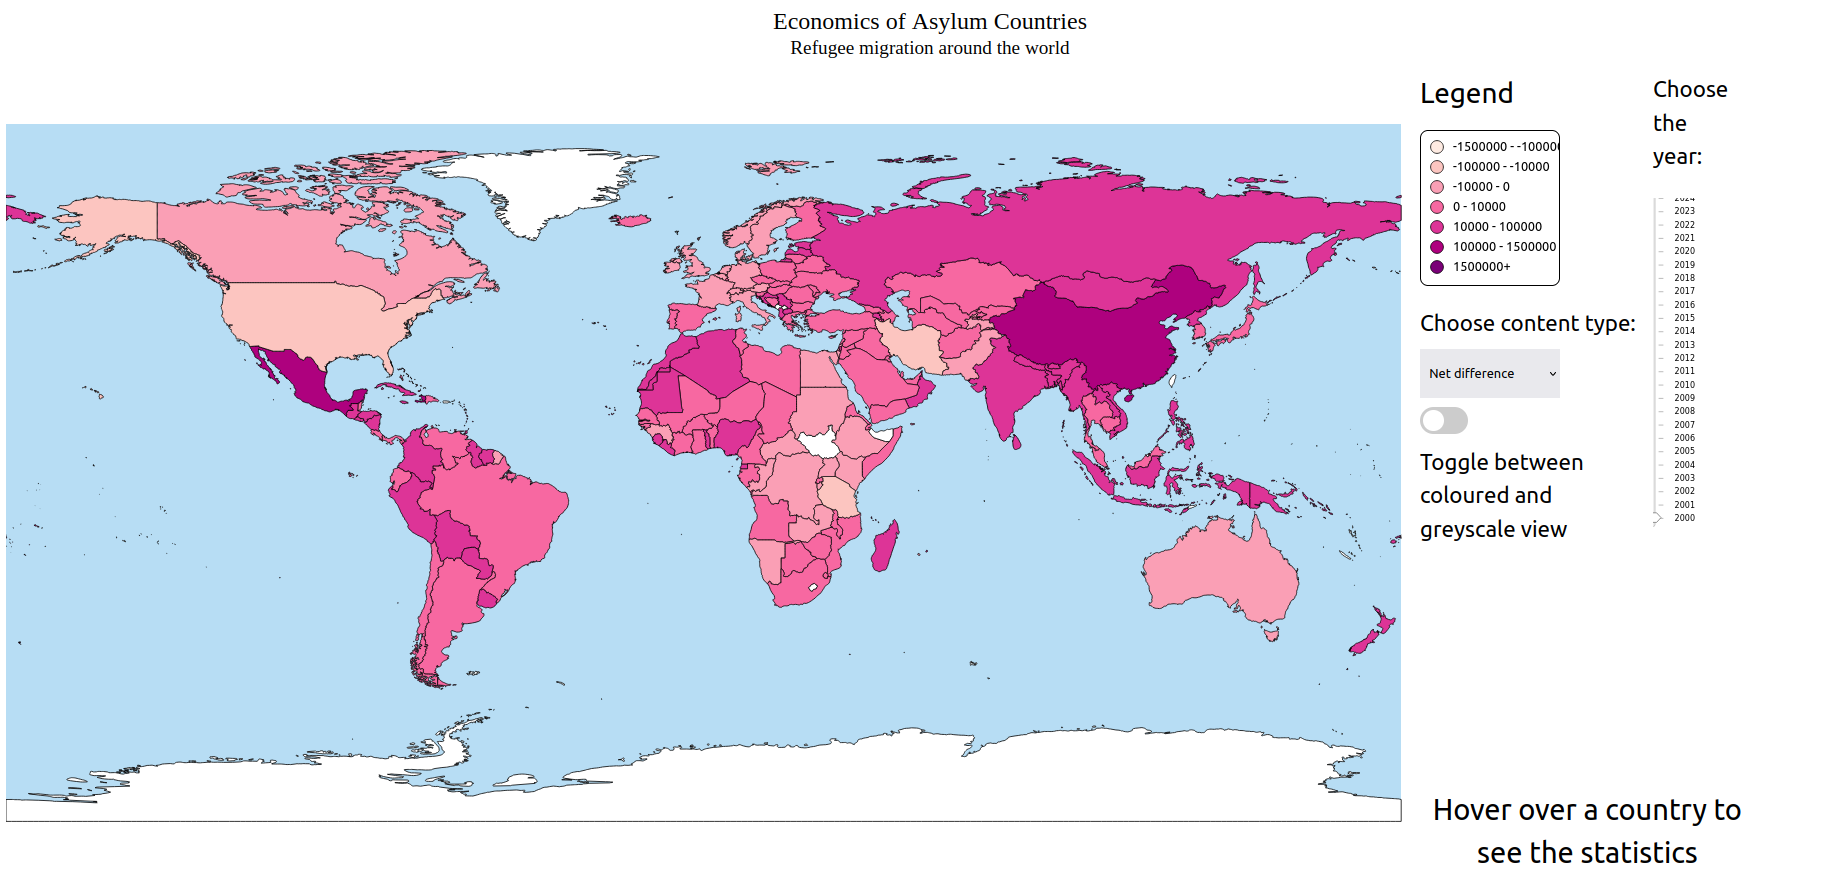 Economics of Asylum Countries
Refugee migration around the world
Legend
-1500000 - -100000
-100000 - -10000
-10000 - 0
0 - 10000
10000 - 100000
100000 - 1500000
1500000+
Choose content type:
Net difference
Toggle between
coloured and
greyscale view
Choose
the
year:
2024
2023
2022
2021
2020
2019
2018
2017
2016
2015
2014
2013
2012
2011
2010
2009
2008
2007
2006
2005
2004
2003
2002
2001
2000
Hover over a country to
see the statistics